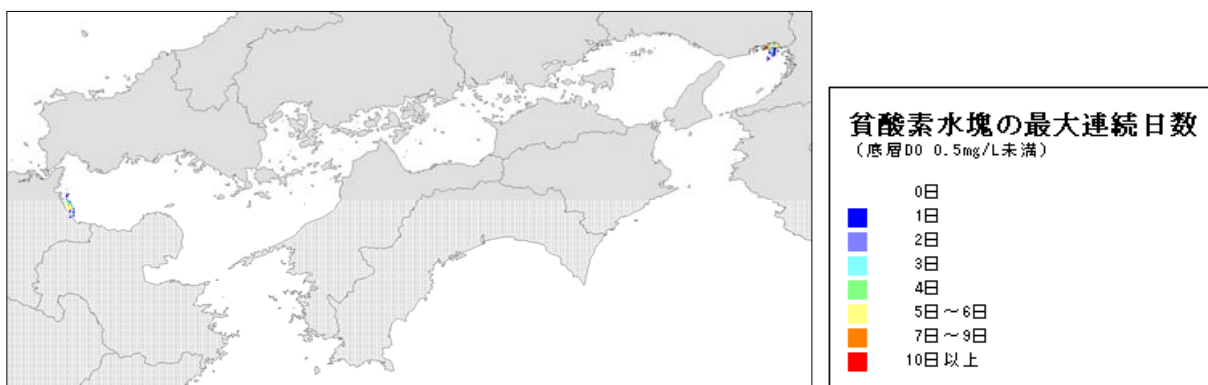 貧酸素水塊の最大連続日数
(底層DO 0.5mg/L未満)
0日
1日
2日
3日
4日
5日～6日
7日～9日
10日以上